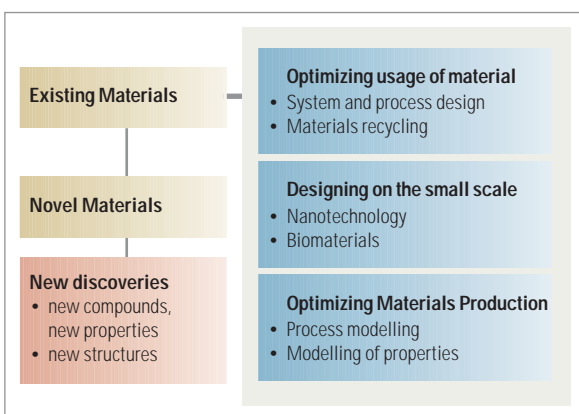 Existing Materials
Novel Materials
New discoveries
• new compounds,
new properties
• new structures
Optimizing usage of material
• System and process design
• Materials recycling
Designing on the small scale
• Nanotechnology
• Biomaterials
Optimizing Materials Production
• Process modelling
• Modelling of properties